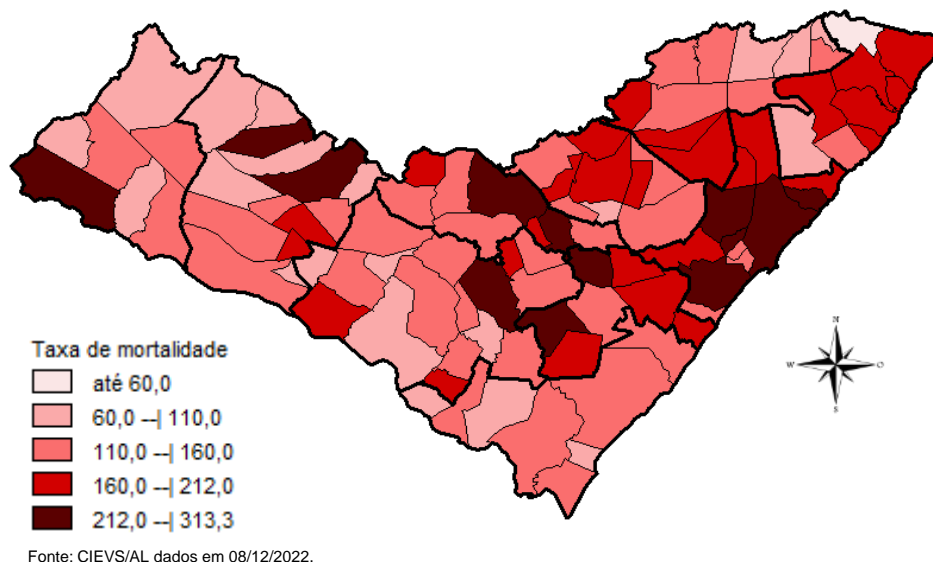 N
W
O
S
Taxa de mortalidade
até 60,0
60,0 --| 110,0
110,0 --| 160,0
160,0 --| 212,0
212,0 --| 313,3
Fonte: CIEVS/AL dados em 08/12/2022.